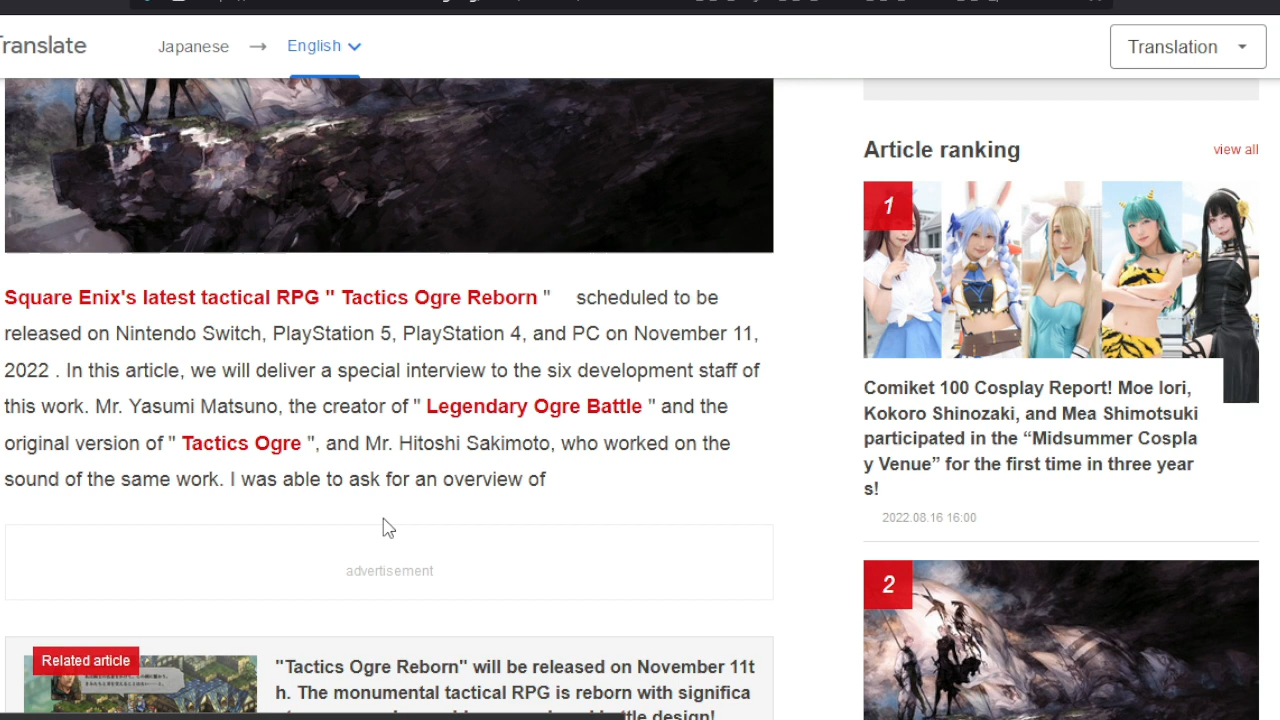 Translate
Japanese → English
Translation
Square Enix's latest tactical RPG " Tactics Ogre Reborn " scheduled to be
released on Nintendo Switch, PlayStation 5, PlayStation 4, and PC on November 11,
2022 . In this article, we will deliver a special interview to the six development staff of
this work. Mr. Yasumi Matsuno, the creator of " Legendary Ogre Battle " and the
original version of " Tactics Ogre ", and Mr. Hitoshi Sakimoto, who worked on the
sound of the same work. I was able to ask for an overview of
advertisement
Related article
"Tactics Ogre Reborn" will be released on November 11t
h. The monumental tactical RPG is reborn with significa
battle design!
Article ranking
view all
1
Comiket 100 Cosplay Report! Moe Iori,
Kokoro Shinozaki, and Mea Shimotsuki
participated in the “Midsummer Cospla
y Venue” for the first time in three year
s!
2022.08.16 16:00
2